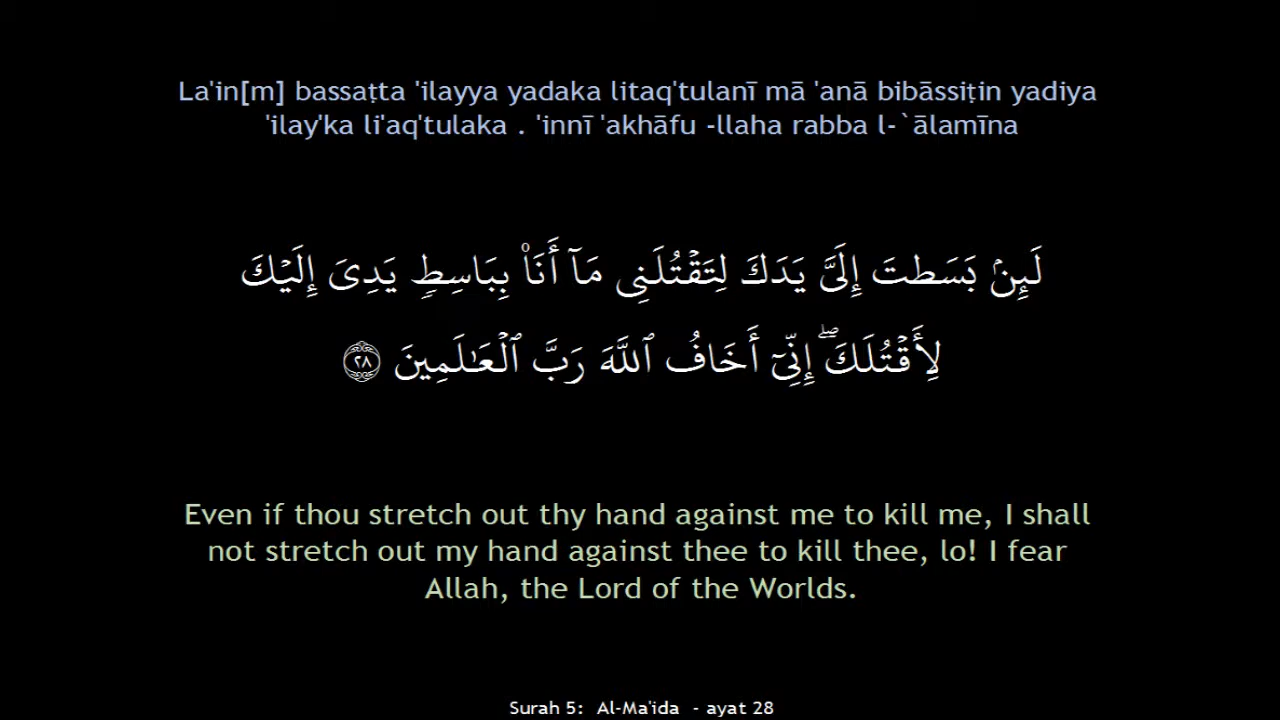 La'in[m] bassaṭta 'ilayya yadaka litaq'tulanī mā 'anā bibāssiṭin yadiya
'ilay'ka li'aq'tulaka . 'innī 'akhāfu -llaha rabba l-`ālamīna
لَئِنۢ بَسَطتَ إِلَىَّ يَدَكَ لِتَقْتُلَنِى مَآ أَنَا۠ بِبَاسِطٍۢ يَدِىَ إِلَيْكَ
لِأَقْتُلَكَ ۖ إِنِّىٓ أَخَافُ ٱللَّهَ رَبَّ ٱلْعَـٰلَمِينَ ٢٨
Even if thou stretch out thy hand against me to kill me, I shall
not stretch out my hand against thee to kill thee, lo! I fear
Allah, the Lord of the Worlds.
Surah 5: Al-Ma'ida - ayat 28